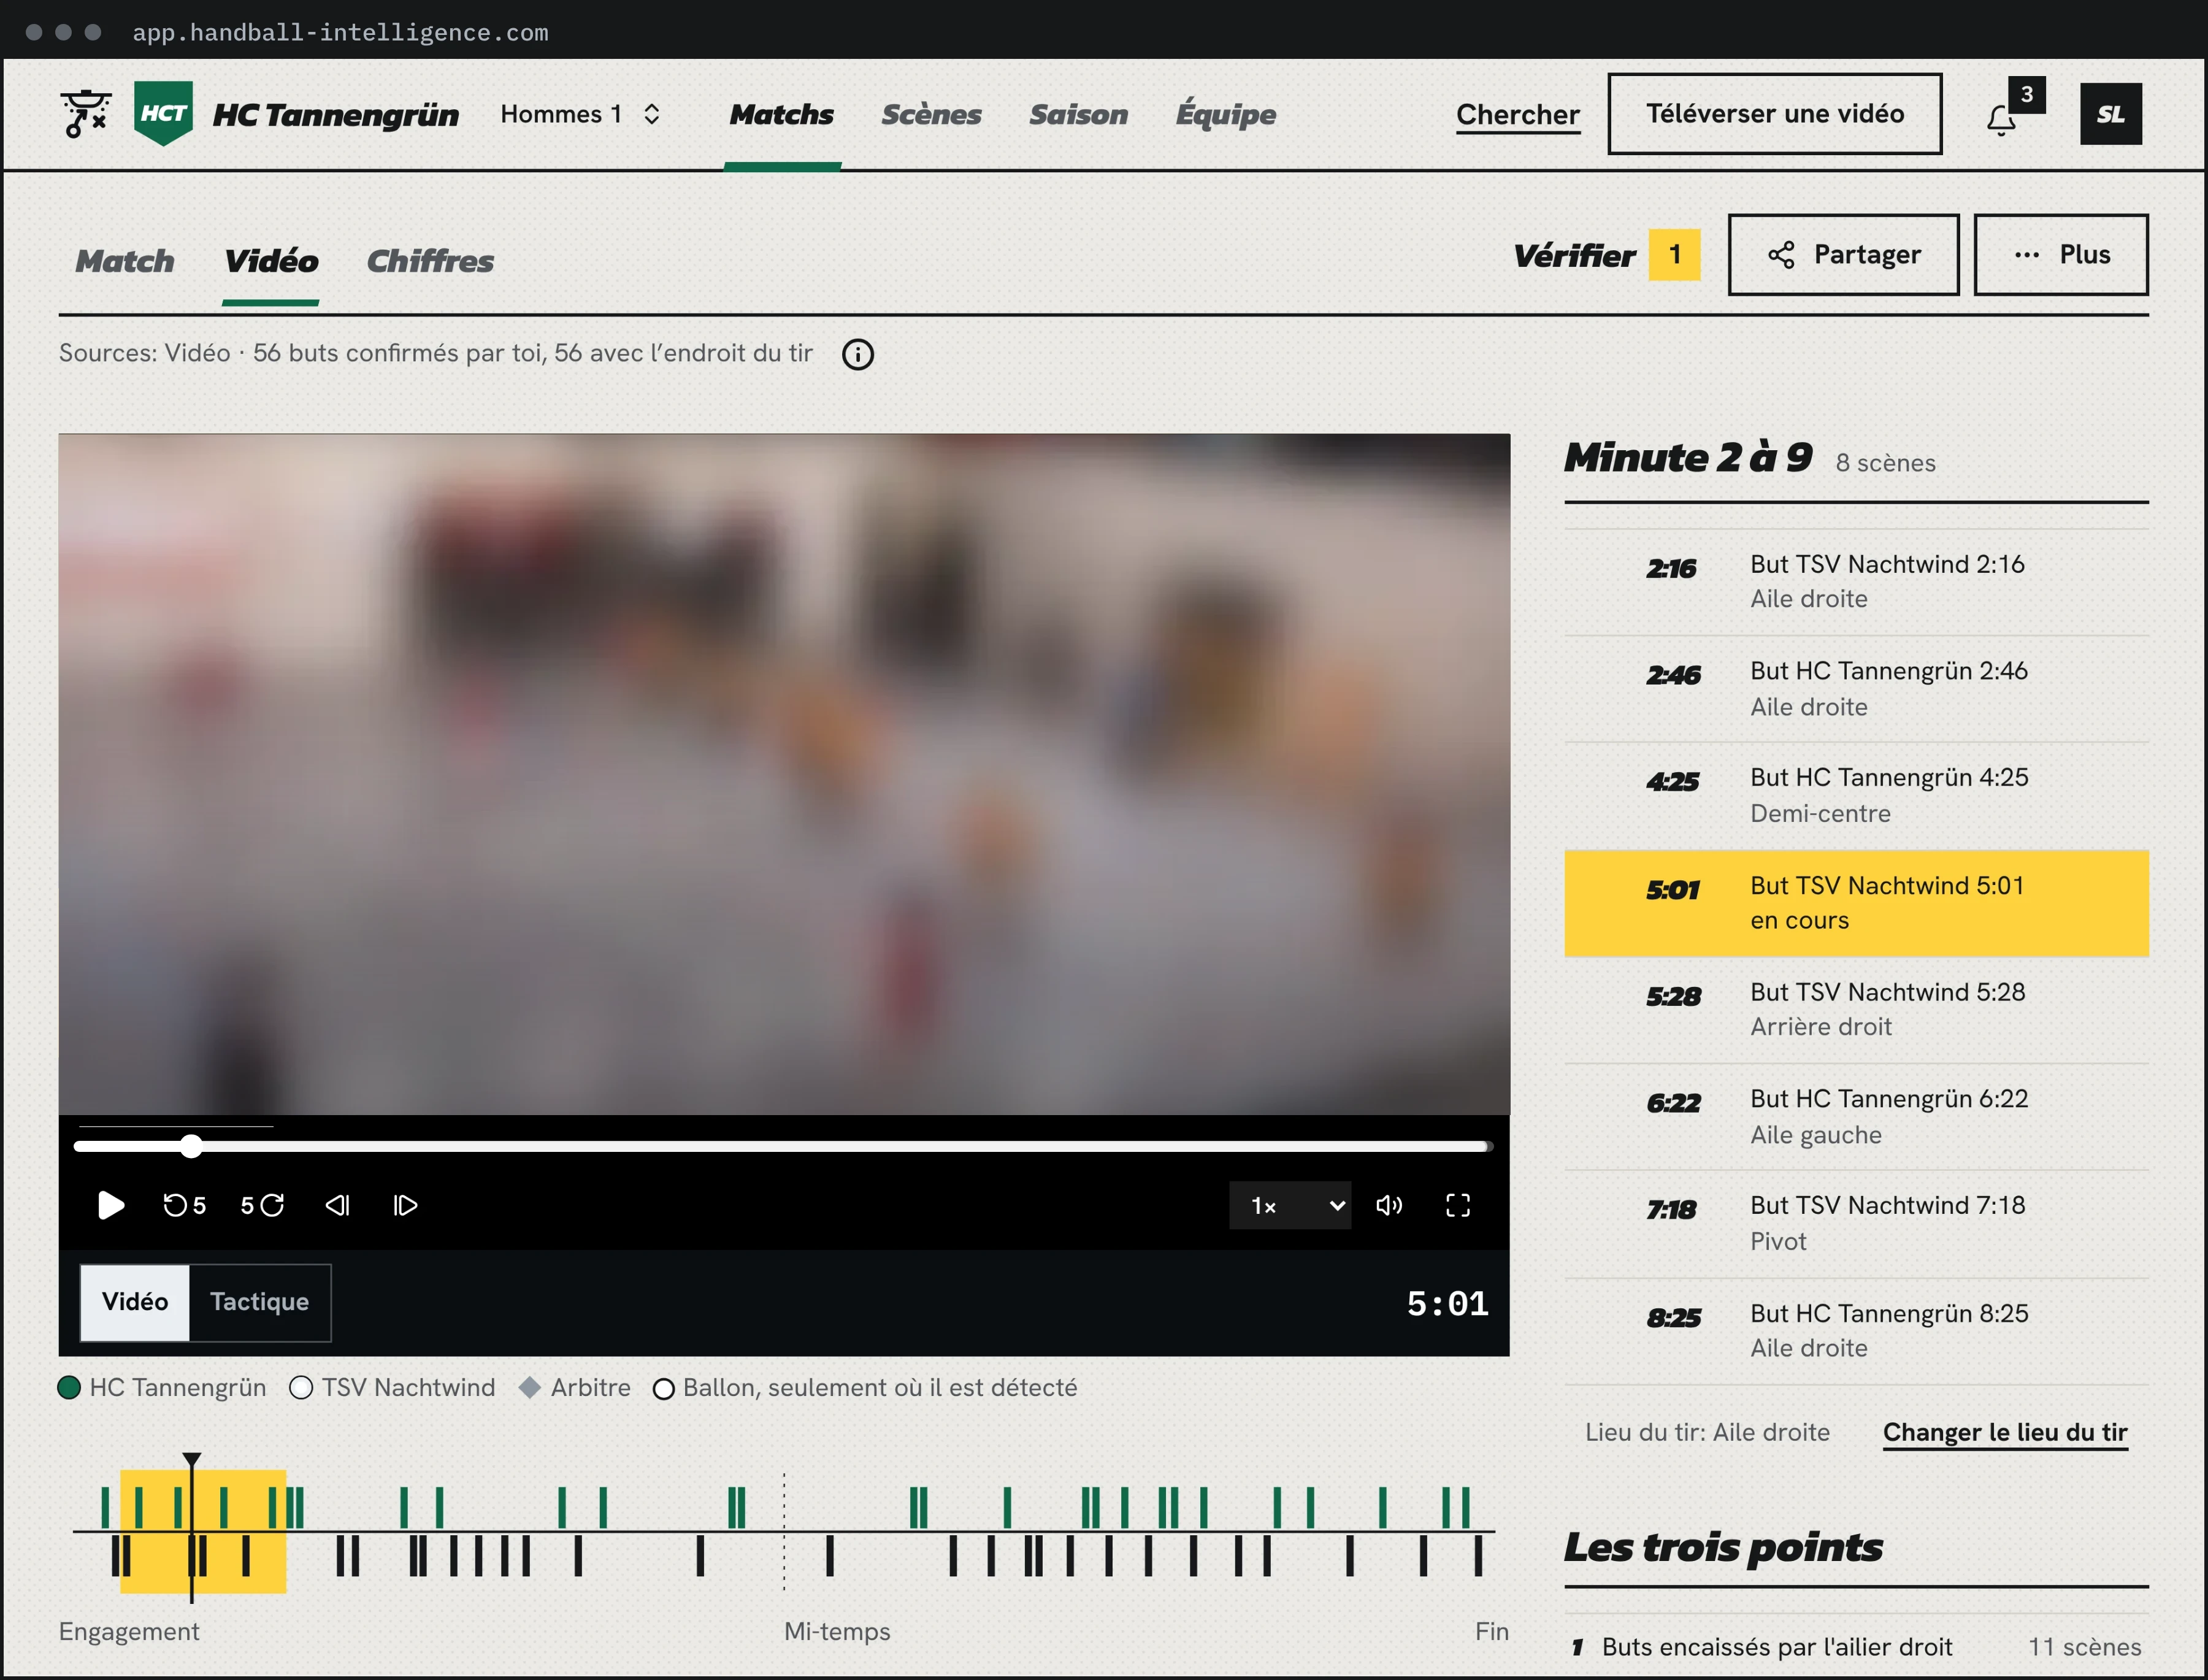 app.handball-intelligence.com
HCT HC Tannengrün Hommes 1 Matchs Scènes Saison Équipe Chercher Téléverser une vidéo 3 SL
Match Vidéo Chiffres Vérifier 1 Partager Plus
Sources: Vidéo · 56 buts confirmés par toi, 56 avec l’endroit du tir
Minute 2 à 9 8 scènes
2:16 But TSV Nachtwind 2:16
Aile droite
2:46 But HC Tannengrün 2:46
Aile droite
4:25 But HC Tannengrün 4:25
Demi-centre
5:01 But TSV Nachtwind 5:01
en cours
5:28 But TSV Nachtwind 5:28
Arrière droit
6:22 But HC Tannengrün 6:22
Aile gauche
7:18 But TSV Nachtwind 7:18
Pivot
8:25 But HC Tannengrün 8:25
Aile droite
Lieu du tir: Aile droite Changer le lieu du tir
5 5 1×
Vidéo Tactique 5:01
HC Tannengrün TSV Nachtwind Arbitre Ballon, seulement où il est détecté
Engagement Mi-temps Fin
Les trois points
1 Buts encaissés par l'ailier droit 11 scènes